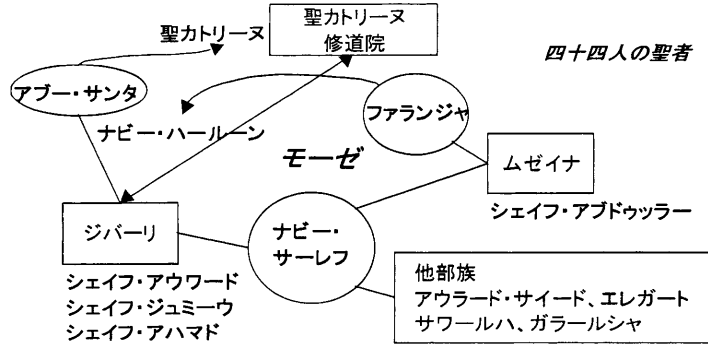 聖カトリーヌ
聖カトリーヌ
修道院
四十四人の聖者
アブー・サンタ
ファランジャ
ナビー・ハールーン
モーゼ
ムゼイナ
シェイフ・アブドゥッラー
ジバーリ
ナビー・
サーレフ
シェイフ・アウワード
シェイフ・ジュミーウ
シェイフ・アハマド
他部族
アウラード・サイード、エレガート
サワールハ、ガラールシャ